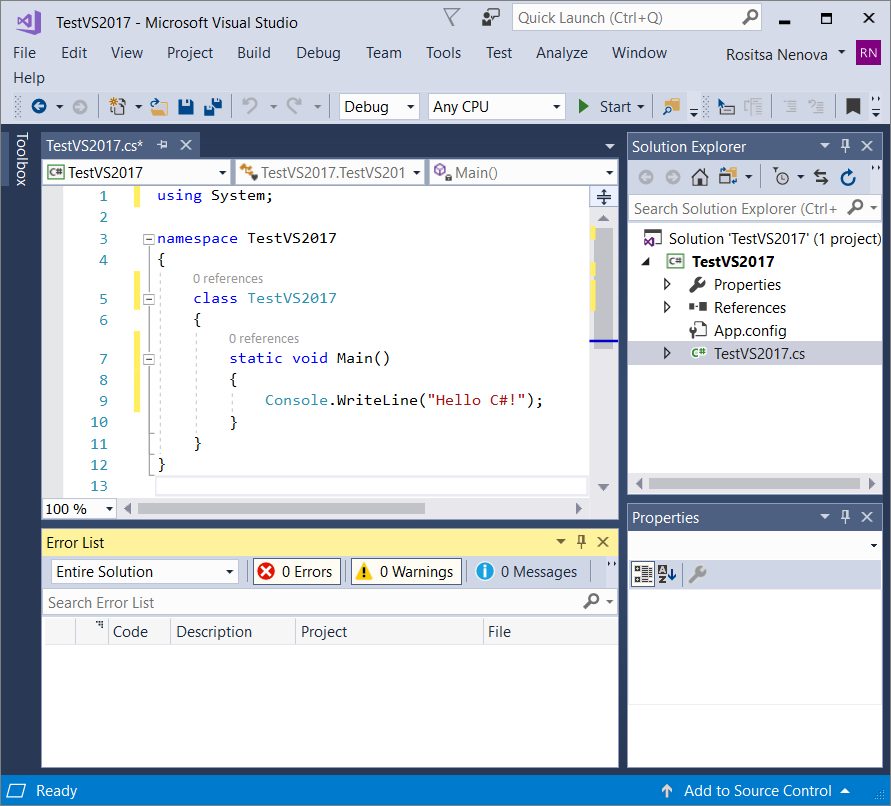 TestVS2017 - Microsoft Visual Studio
Quick Launch (Ctrl+Q)
File Edit View Project Build Debug Team Tools Test Analyze Window
Rositsa Nenova RN
Help
Debug Any CPU Start
Toolbox
TestVS2017.cs*
C# TestVS2017 TestVS2017.TestVS201 Main()
1 using System;
2
3 namespace TestVS2017
4 {
0 references
5 class TestVS2017
6 {
0 references
7 static void Main()
8 {
9 Console.WriteLine("Hello C#!");
10 }
11 }
12 }
13
100 %
Error List
Entire Solution 0 Errors 0 Warnings 0 Messages
Search Error List
Code Description Project File
Solution Explorer
Search Solution Explorer (Ctrl+
Solution 'TestVS2017' (1 project)
C# TestVS2017
Properties
References
App.config
C# TestVS2017.cs
Properties
Ready
Add to Source Control